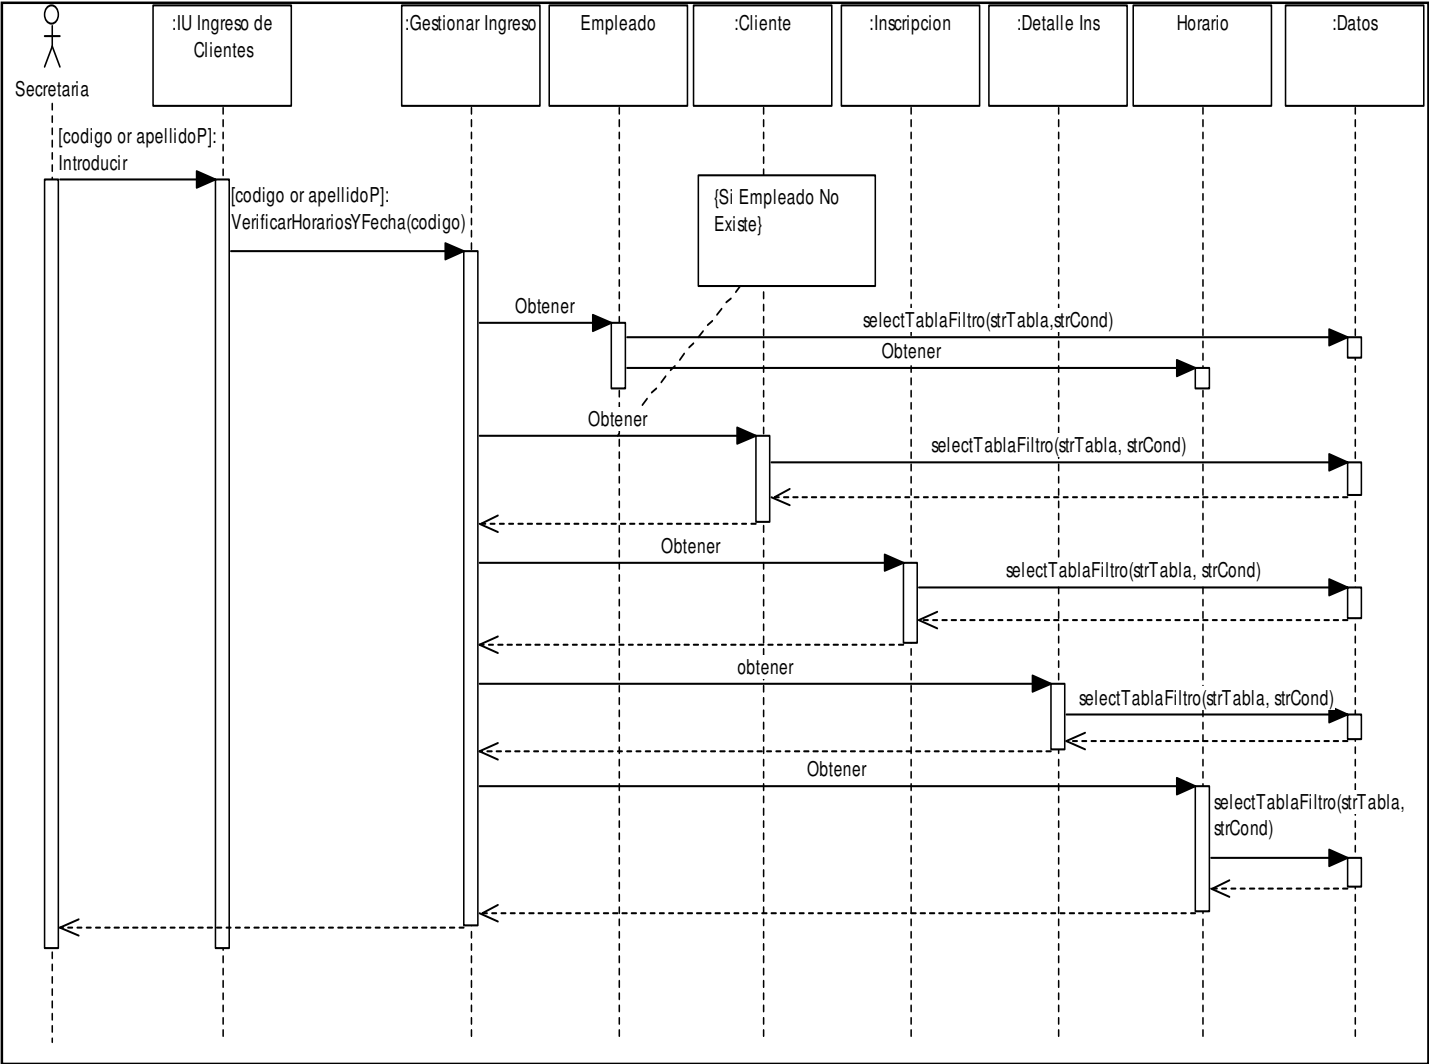 :IU Ingreso de
Clientes
:Gestionar Ingreso
Empleado
:Cliente
:Inscripcion
:Detalle Ins
Horario
:Datos
Secretaria
[codigo or apellidoP]:
Introducir
[codigo or apellidoP]:
VerificarHorariosYFecha(codigo)
{Si Empleado No
Existe}
Obtener
selectTablaFiltro(strTabla,strCond)
Obtener
Obtener
selectTablaFiltro(strTabla, strCond)
Obtener
selectTablaFiltro(strTabla, strCond)
obtener
selectTablaFiltro(strTabla, strCond)
Obtener
selectTablaFiltro(strTabla,
strCond)